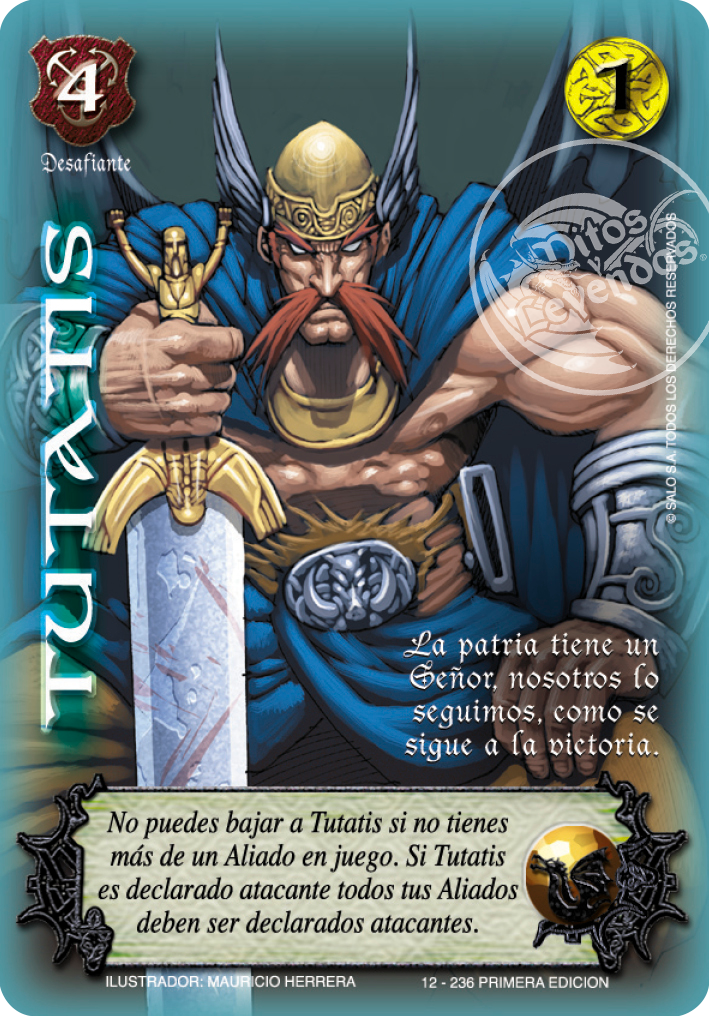 4
1
Desafiante
Mitos y
Leyendas
TUTATIS
© SALO S.A. TODOS LOS DERECHOS RESERVADOS
La patria tiene un
Señor, nosotros lo
seguimos, como se
sigue a la victoria.
No puedes bajar a Tutatis si no tienes
más de un Aliado en juego. Si Tutatis
es declarado atacante todos tus Aliados
deben ser declarados atacantes.
ILUSTRADOR: MAURICIO HERRERA
12 - 236 PRIMERA EDICION